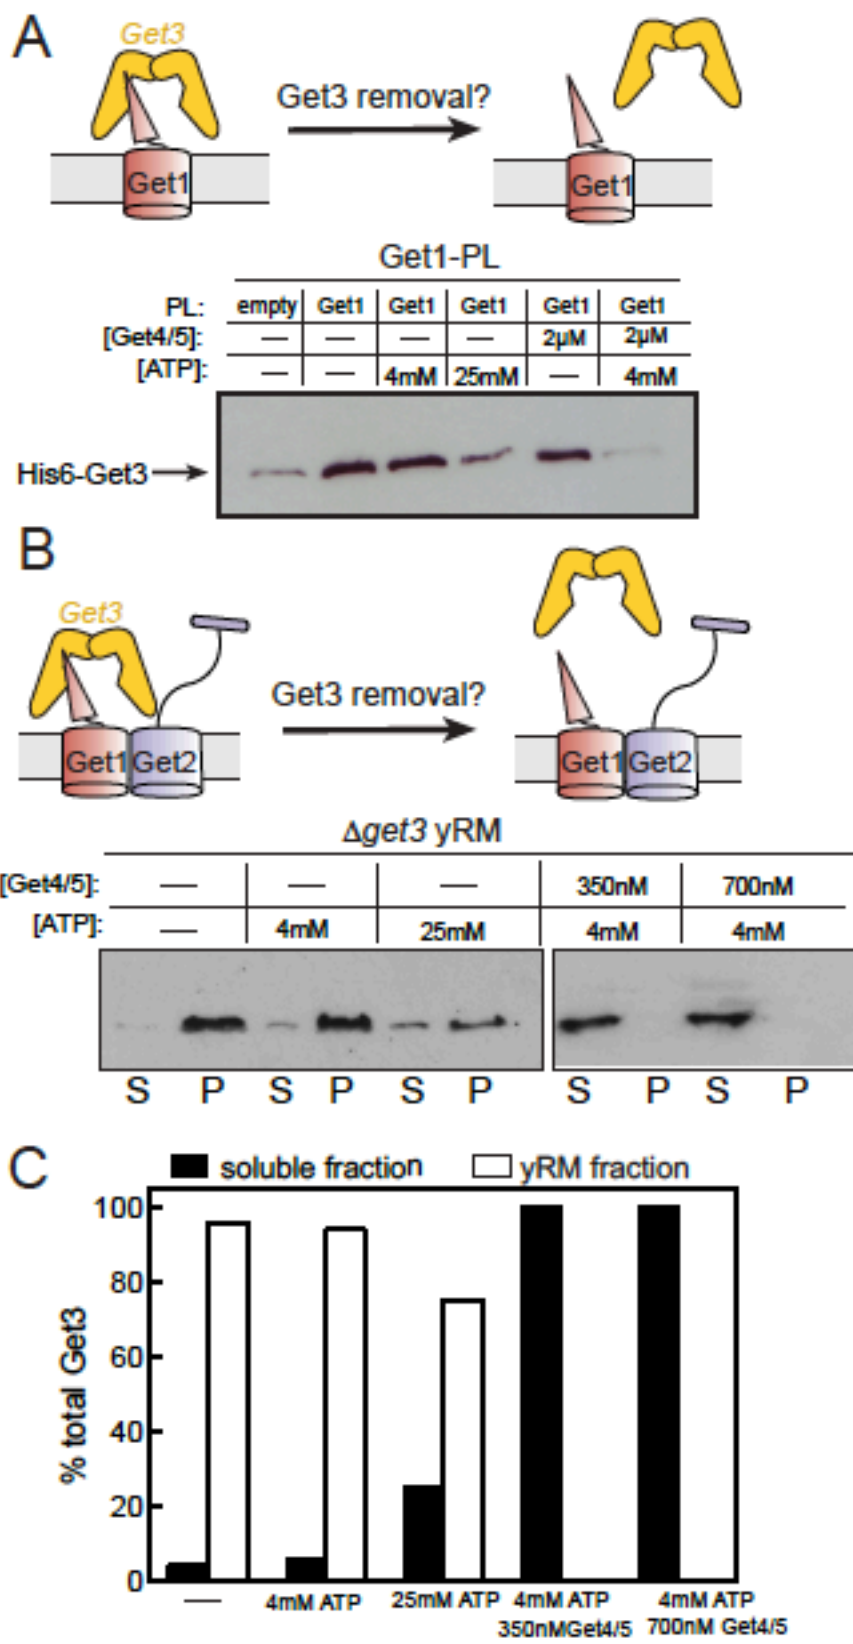 A
Get3
Get3 removal?
Get1
Get1
Get1-PL
PL: empty Get1 Get1 Get1 Get1 Get1
[Get4/5]: — — — — 2µM 2µM
[ATP]: — — 4mM 25mM — 4mM
His6-Get3
B
Get3
Get3 removal?
Get1 Get2
Get1 Get2
Δget3 yRM
[Get4/5]: — — — 350nM 700nM
[ATP]: — 4mM 25mM 4mM 4mM
S P S P S P S P S P
C
soluble fraction yRM fraction
% total Get3
100
80
60
40
20
0
— 4mM ATP 25mM ATP 4mM ATP 4mM ATP
350nMGet4/5 700nM Get4/5